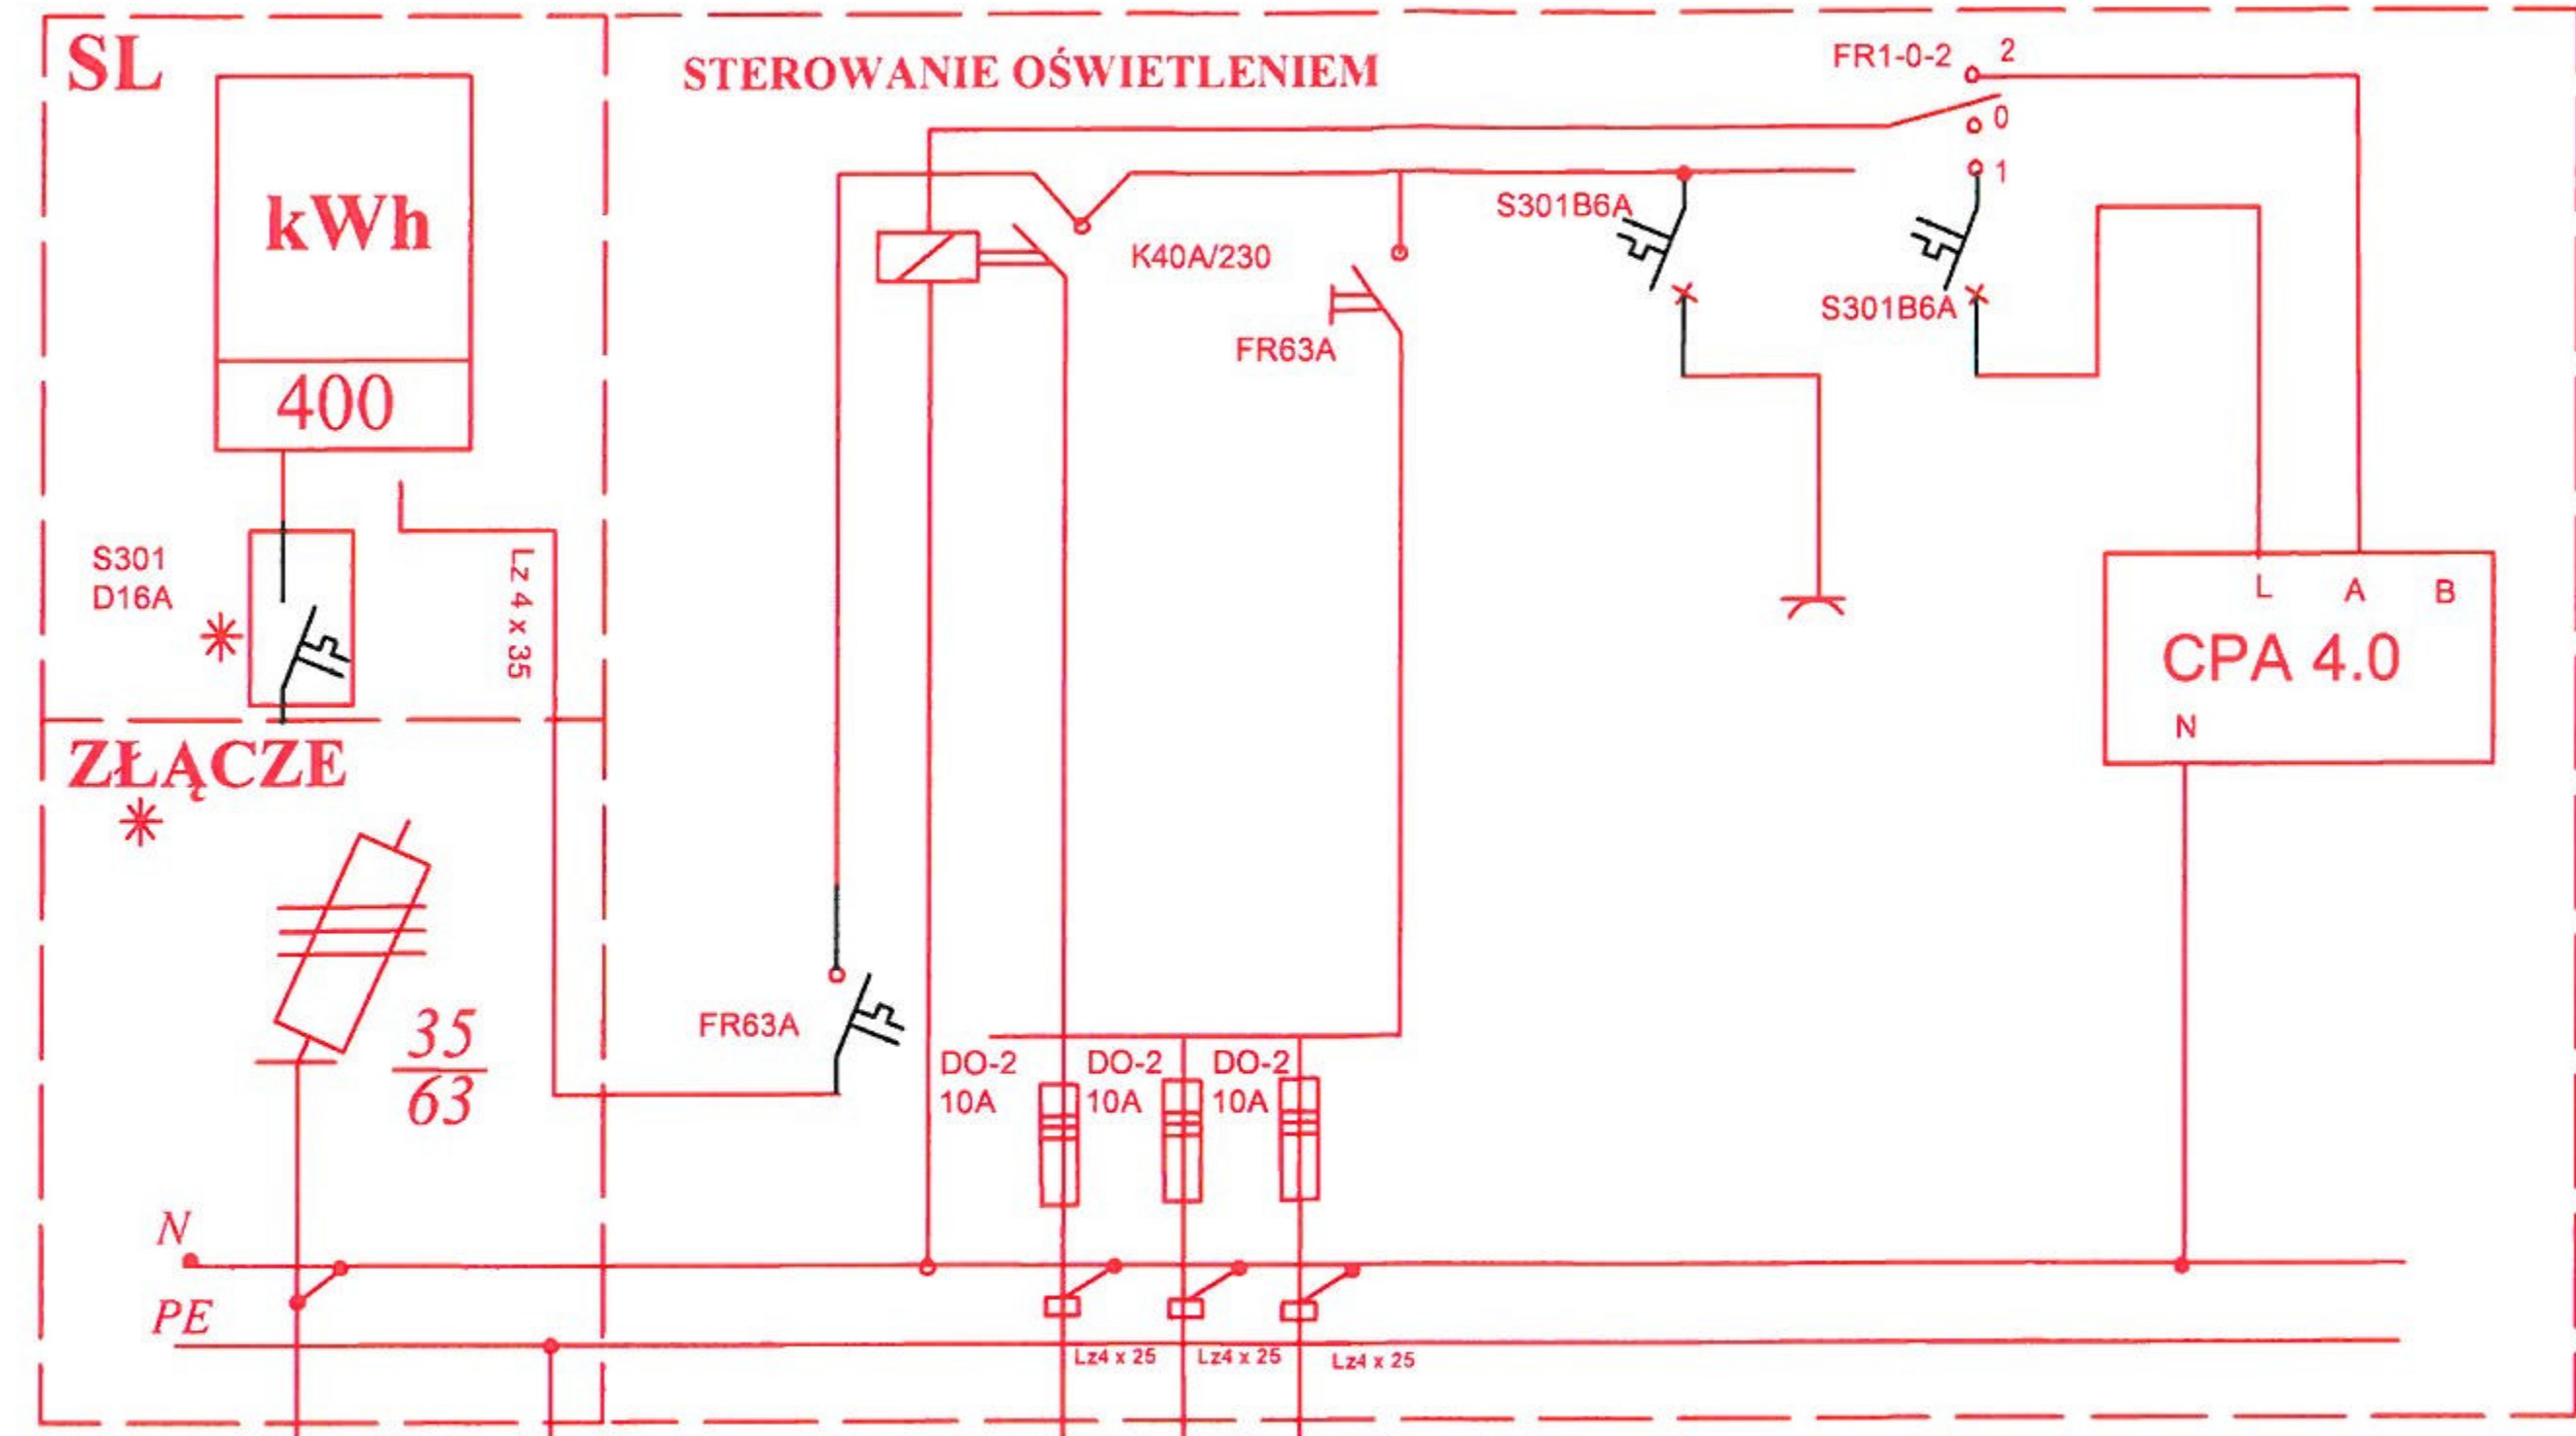 SL
STEROWANIE OŚWIETLENIEM
FR1-0-2
2
0
1
kWh
400
S301B6A
K40A/230
FR63A
S301B6A
S301
D16A
Lz 4 x 35
L
A
B
CPA 4.0
N
ZŁĄCZE
35
63
FR63A
DO-2
10A
DO-2
10A
DO-2
10A
N
PE
Lz4 x 25
Lz4 x 25
Lz4 x 25